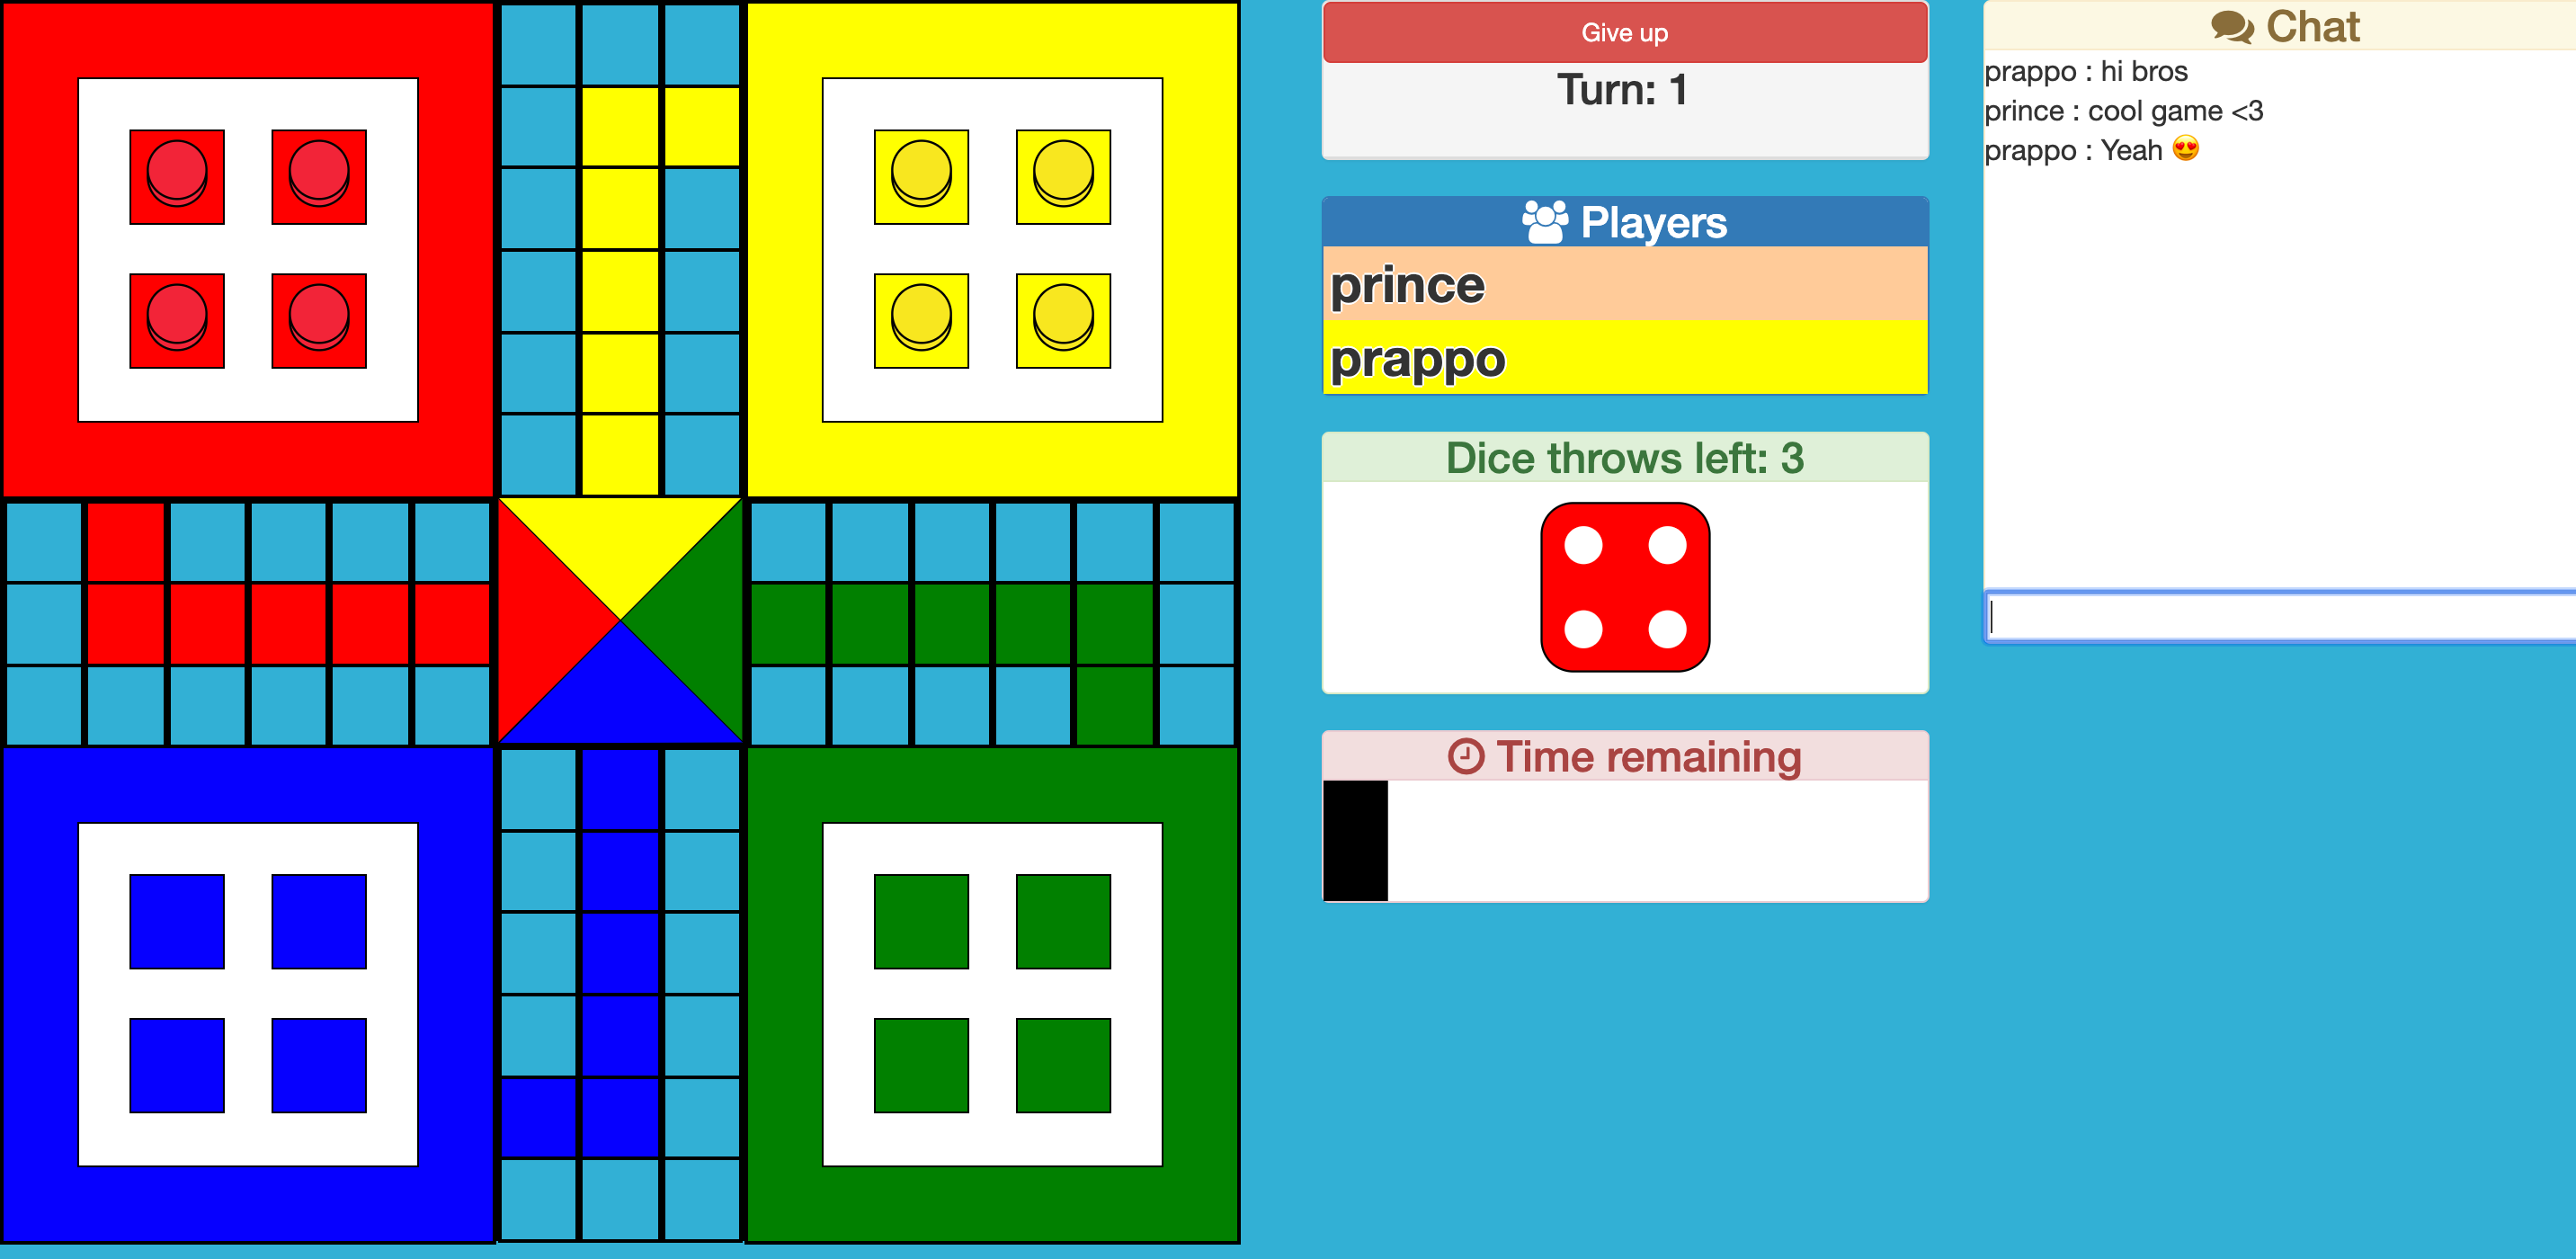 Give up
Turn: 1
Players
prince
prappo
Dice throws left: 3
Time remaining
Chat
prappo : hi bros
prince : cool game <3
prappo : Yeah 😍